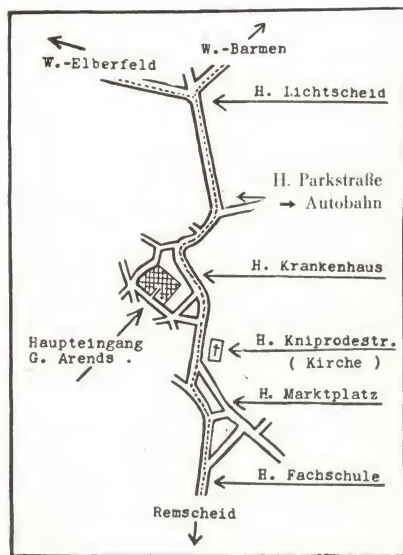 W.-Barmen
W.-Elberfeld
H. Lichtscheid
H. Parkstraße
→ Autobahn
H. Krankenhaus
Haupteingang
G. Arends .
H. Kniprodestr.
( Kirche )
H. Marktplatz
H. Fachschule
Remscheid